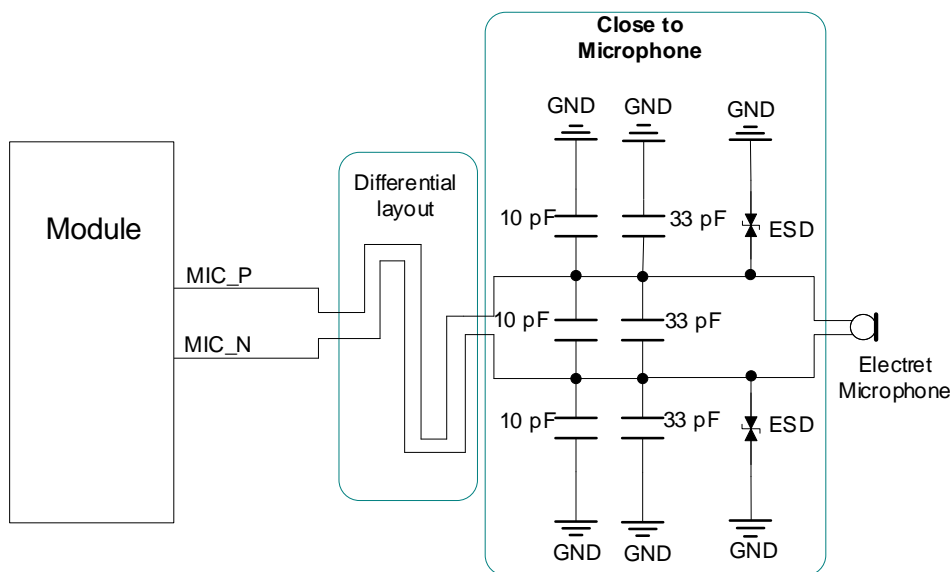 Close to
Microphone
GND
GND
GND
Differential
layout
Module
10 pF
33 pF
ESD
MIC_P
10 pF
33 pF
MIC_N
Electret
Microphone
10 pF
33 pF
ESD
GND
GND
GND